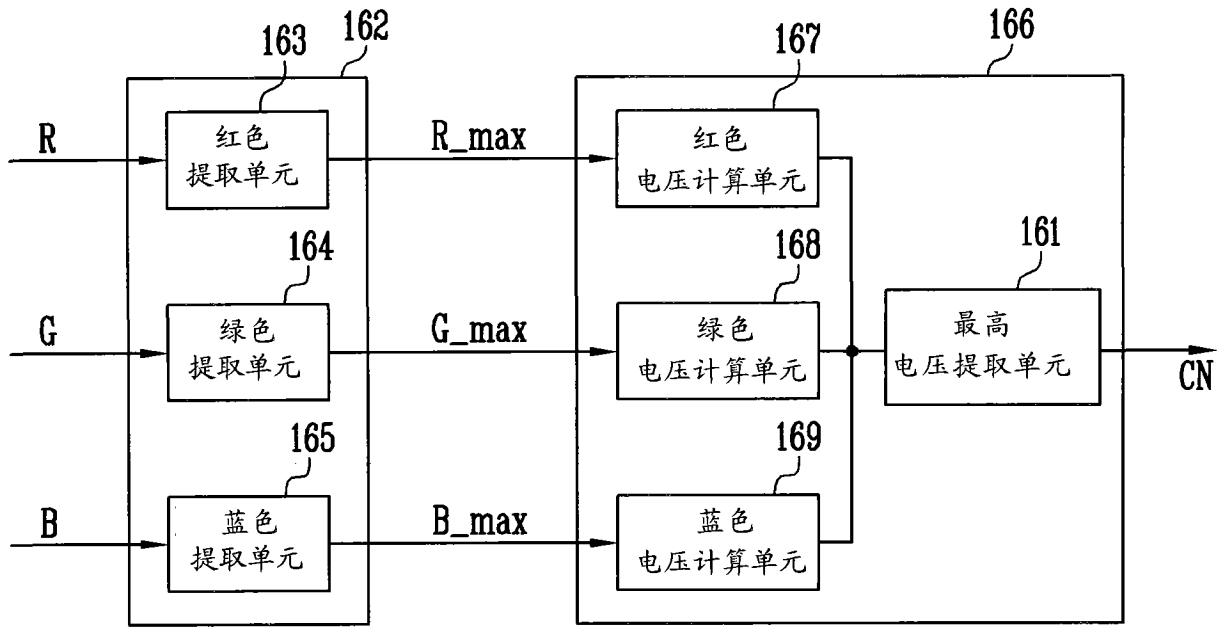 163
162
167
166
R
红色
提取单元
R_max
红色
电压计算单元
164
168
161
G
绿色
提取单元
G_max
绿色
电压计算单元
最高
电压提取单元
CN
165
169
B
蓝色
提取单元
B_max
蓝色
电压计算单元